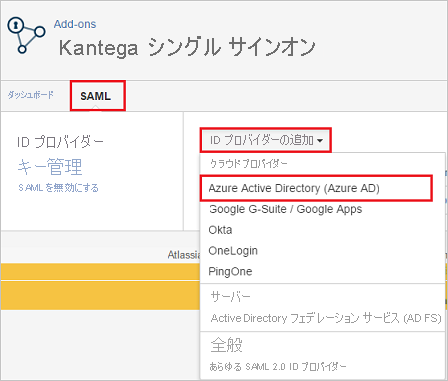 Add-ons
Kantega シングル サインオン
ダッシュボード
SAML
ID プロバイダー
キー管理
SAML を無効にする
ID プロバイダーの追加
クラウド プロバイダー
Azure Active Directory (Azure AD)
Google G-Suite / Google Apps
Okta
OneLogin
PingOne
サーバー
Active Directory フェデレーション サービス (AD FS)
全般
あらゆる SAML 2.0 ID プロバイダー
Atlassia